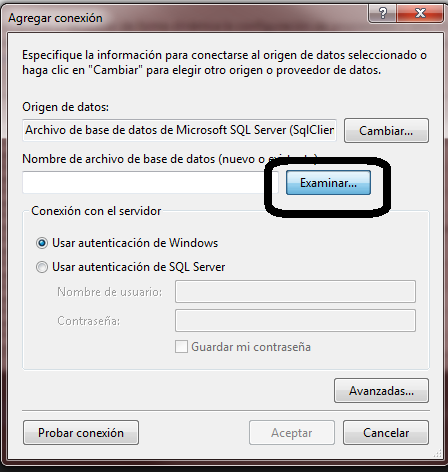 Agregar conexión
Especifique la información para conectarse al origen de datos seleccionado o
haga clic en "Cambiar" para elegir otro origen o proveedor de datos.
Origen de datos:
Archivo de base de datos de Microsoft SQL Server (SqlClien
Cambiar...
Nombre de archivo de base de datos (nuevo o
Examinar...
Conexión con el servidor
Usar autenticación de Windows
Usar autenticación de SQL Server
Nombre de usuario:
Contraseña:
Guardar mi contraseña
Avanzadas...
Probar conexión
Aceptar
Cancelar